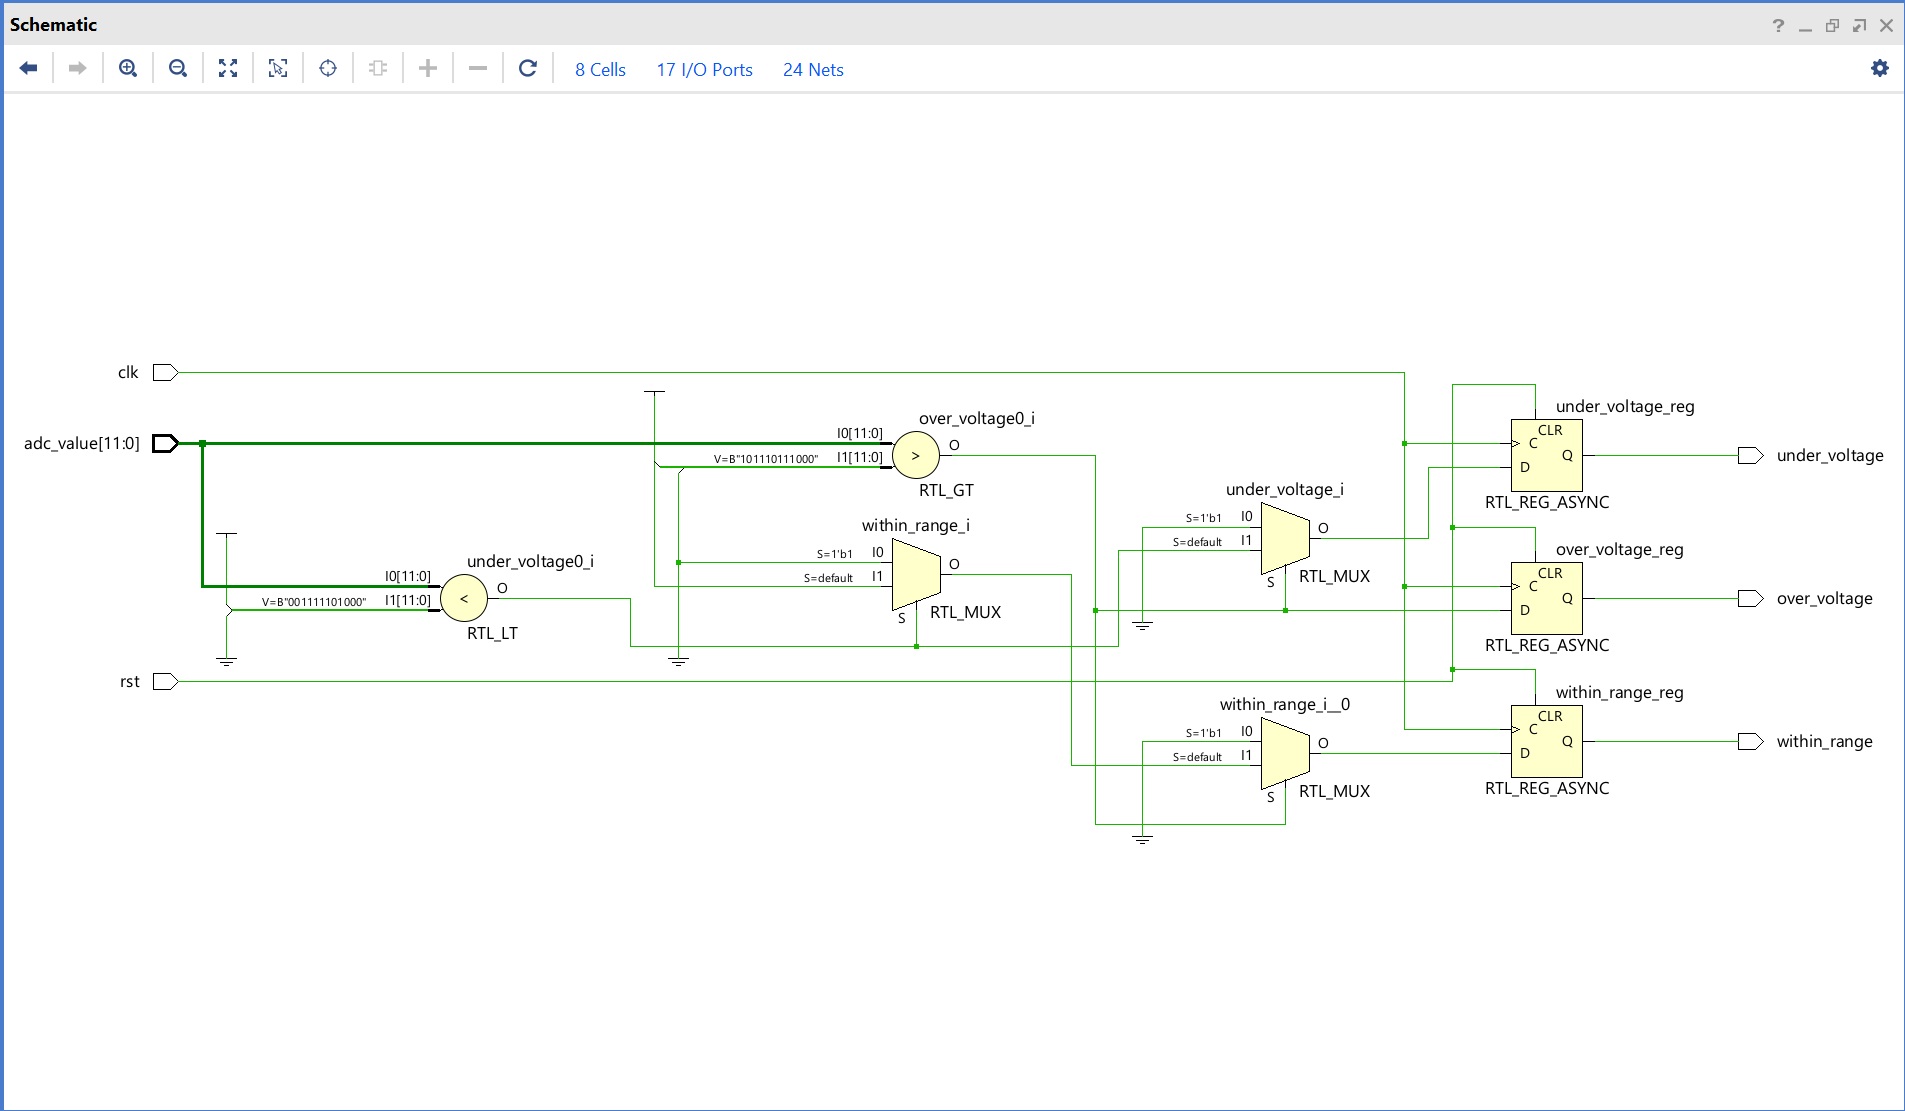 Schematic
8 Cells 17 I/O Ports 24 Nets
clk
adc_value[11:0]
rst
under_voltage0_i
I0[11:0]
V=B"001111101000" I1[11:0]
<
O
RTL_LT
over_voltage0_i
I0[11:0]
V=B"101110111000" I1[11:0]
>
O
RTL_GT
within_range_i
S=1'b1 I0
S=default I1
O
S
RTL_MUX
under_voltage_i
S=1'b1 I0
S=default I1
O
S
RTL_MUX
within_range_i__0
S=1'b1 I0
S=default I1
O
S
RTL_MUX
under_voltage_reg
CLR
C
D
Q
RTL_REG_ASYNC
under_voltage
over_voltage_reg
CLR
C
D
Q
RTL_REG_ASYNC
over_voltage
within_range_reg
CLR
C
D
Q
RTL_REG_ASYNC
within_range